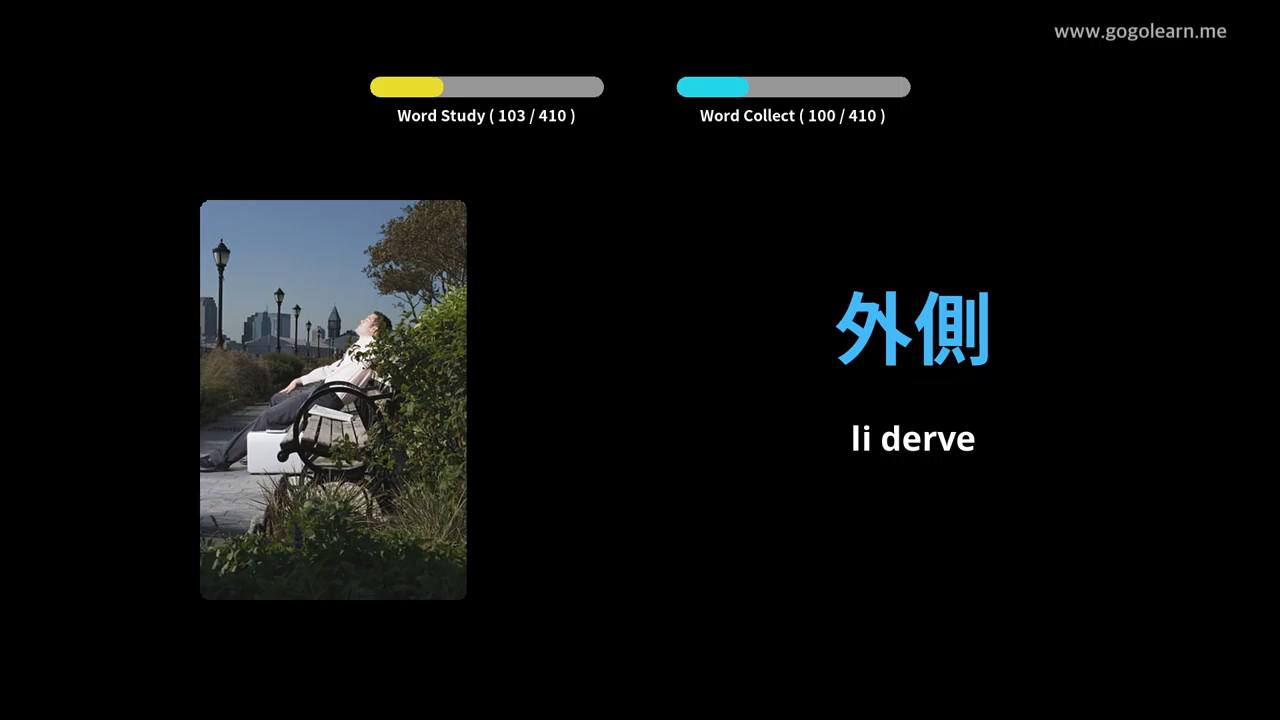 www.gogolearn.me
Word Study ( 103 / 410 )
Word Collect ( 100 / 410 )
外側
li derve